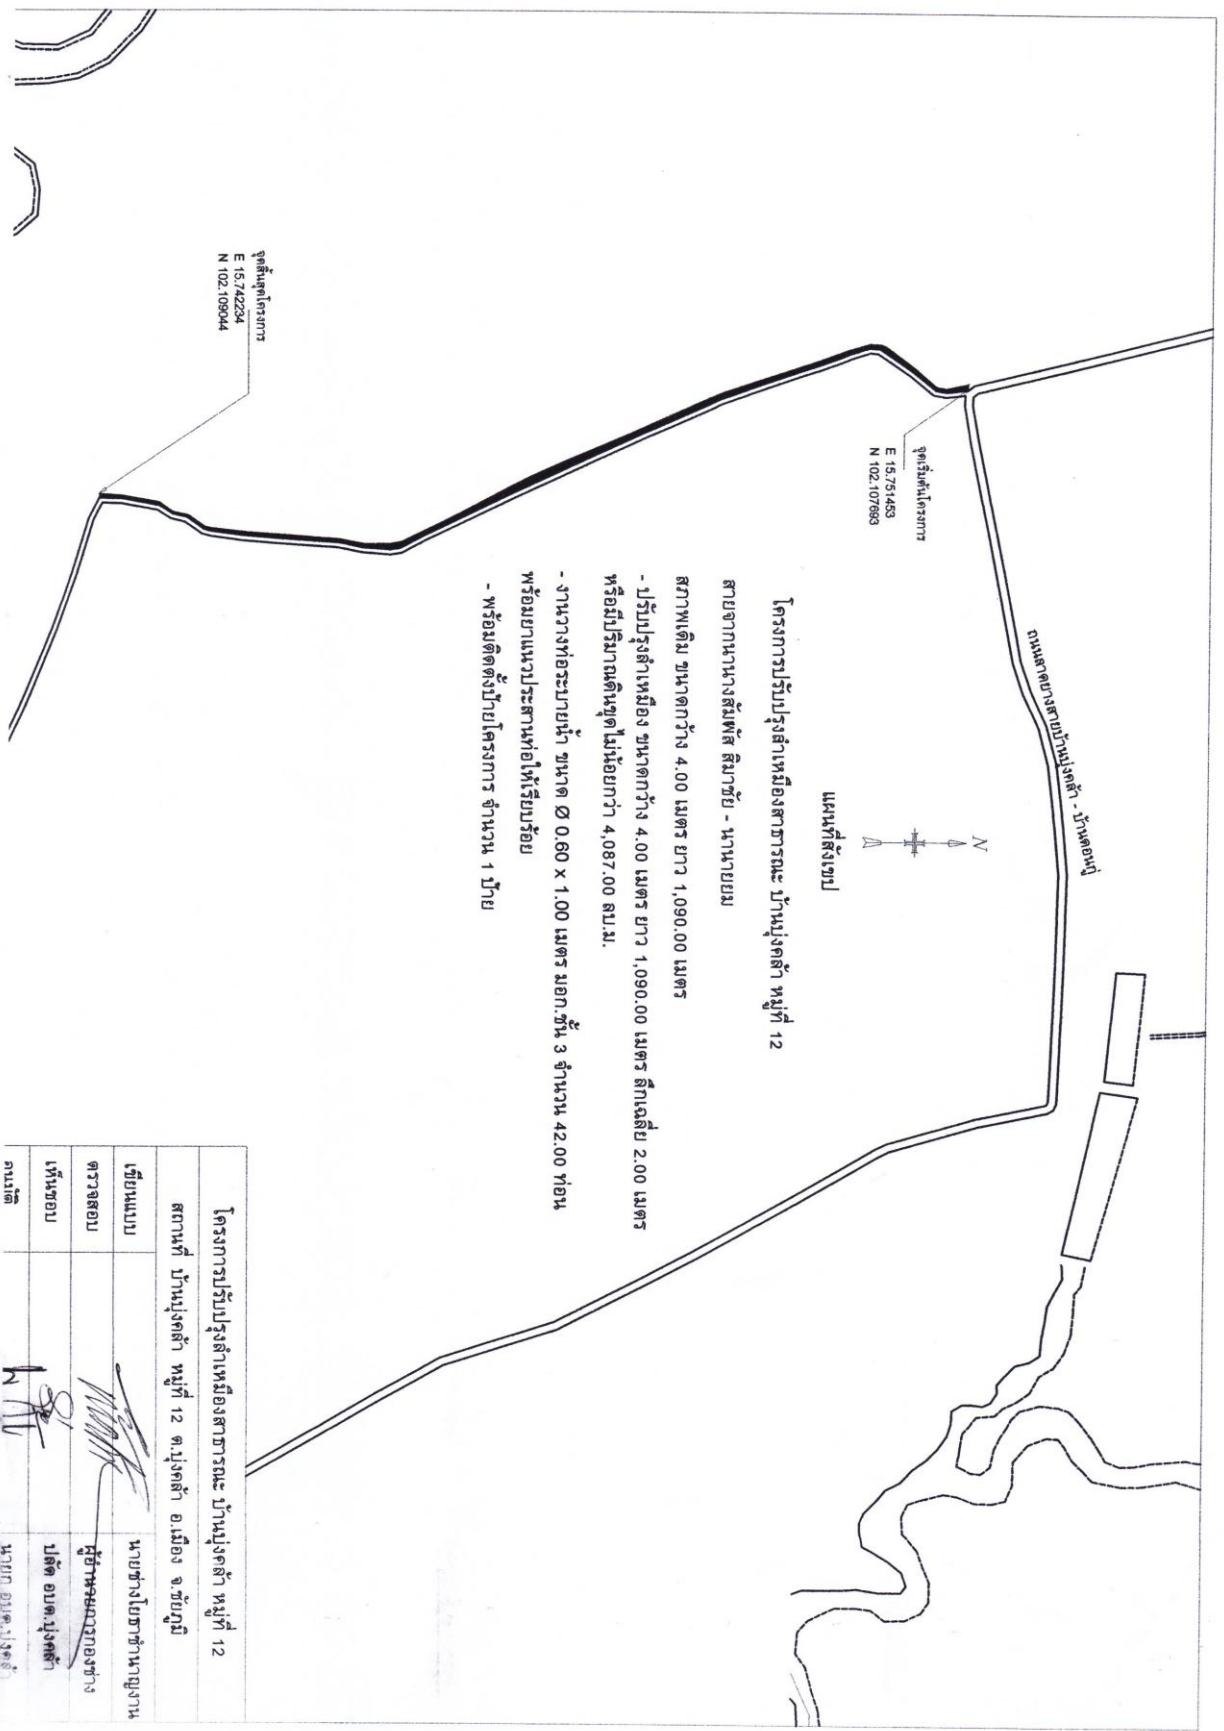 ถนนลาดยางสายบ้านบุ่งคล้า - บ้านดอนกู่
จุดเริ่มต้นโครงการ
E 15.751453
N 102.107693
N
แผนที่สังเขป
โครงการปรับปรุงลำเหมืองสาธารณะ บ้านบุ่งคล้า หมู่ที่ 12
สายจากนานางสัมพัส สิมาชัย - นานายยม
สภาพเดิม ขนาดกว้าง 4.00 เมตร ยาว 1,090.00 เมตร
- ปรับปรุงลำเหมือง ขนาดกว้าง 4.00 เมตร ยาว 1,090.00 เมตร ลึกเฉลี่ย 2.00 เมตร
หรือมีปริมาณดินขุดไม่น้อยกว่า 4,087.00 ลบ.ม.
- งานวางท่อระบายน้ำ ขนาด Ø 0.60 x 1.00 เมตร มอก.ชั้น 3 จำนวน 42.00 ท่อน
พร้อมยาแนวประสานท่อให้เรียบร้อย
- พร้อมติดตั้งป้ายโครงการ จำนวน 1 ป้าย
จุดสิ้นสุดโครงการ
E 15.742234
N 102.109044
โครงการปรับปรุงลำเหมืองสาธารณะ บ้านบุ่งคล้า หมู่ที่ 12
สถานที่ บ้านบุ่งคล้า หมู่ที่ 12 ต.บุ่งคล้า อ.เมือง จ.ชัยภูมิ
เขียนแบบ นายช่างโยธาชำนาญงาน
ตรวจสอบ ผู้อำนวยการกองช่าง
เห็นชอบ ปลัด อบต.บุ่งคล้า
อนุมัติ นายก อบต.บุ่งคล้า